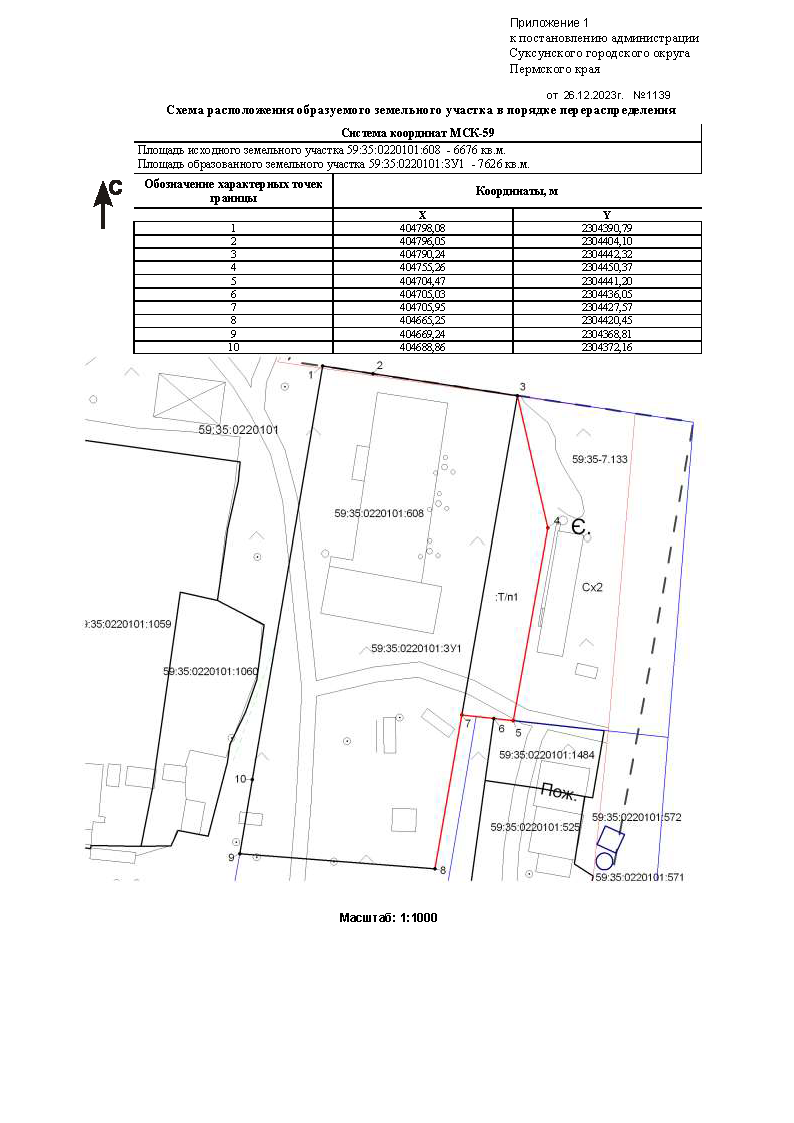 Приложение 1
к постановлению администрации
Суксунского городского округа
Пермского края
от 26.12.2023г. №1139
Схема расположения образуемого земельного участка в порядке перераспределения
Система координат МСК-59
Площадь исходного земельного участка 59:35:0220101:608 - 6676 кв.м.
Площадь образованного земельного участка 59:35:0220101:ЗУ1 - 7626 кв.м.
С
Обозначение характерных точек границы Координаты, м
X Y
1 404798,08 2304390,79
2 404796,05 2304404,10
3 404790,24 2304442,32
4 404755,26 2304450,37
5 404704,47 2304441,20
6 404705,03 2304436,05
7 404705,95 2304427,57
8 404665,25 2304420,45
9 404669,24 2304368,81
10 404688,86 2304372,16
1
2
3
59:35:0220101
59:35-7.133
59:35:0220101:608
4
Є.
Сх2
:Т/п1
:35:0220101:1059
59:35:0220101:ЗУ1
59:35:0220101:1060
7
6
5
59:35:0220101:1484
10
Пож.
59:35:0220101:572
59:35:0220101:525
9
8
59:35:0220101:571
Масштаб: 1:1000